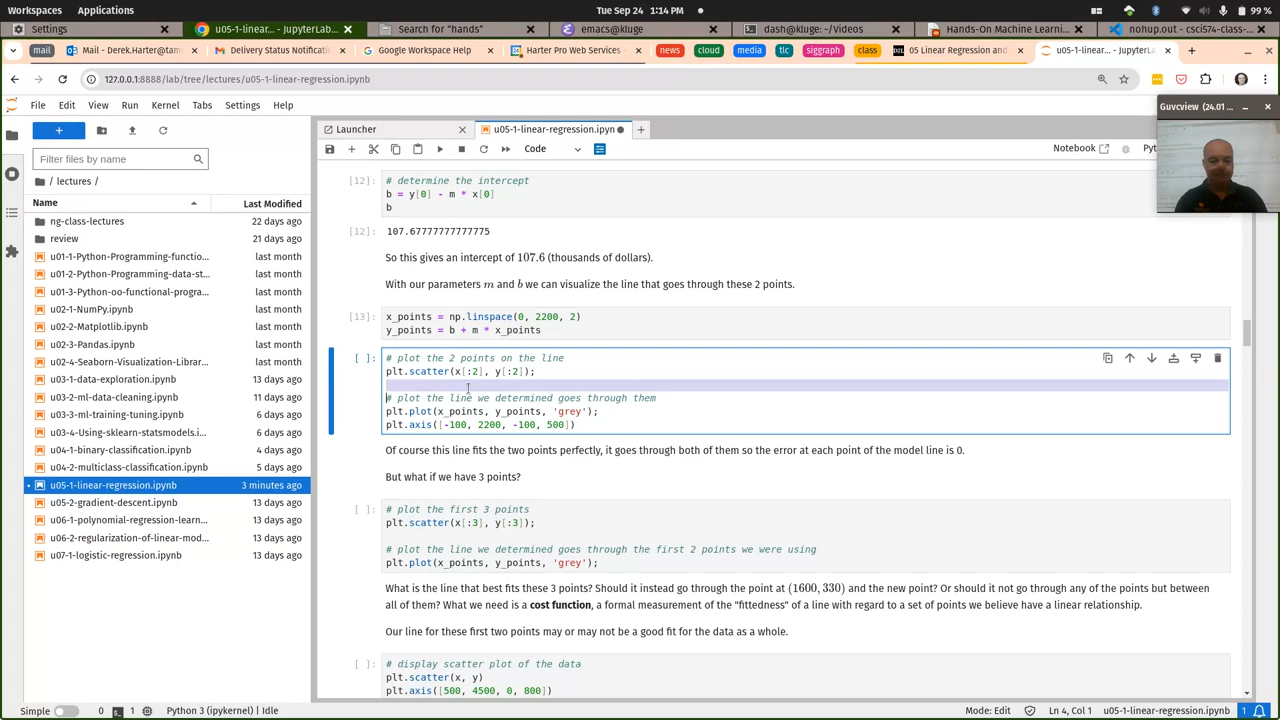 Workspaces
Applications
Tue Sep 24 1:14 PM
99 %
Settings
u05-1-linear-... - JupyterLab
Search for "hands"
emacs@kluge
dash@kluge: ~/Videos
Hands-On Machine Learnin...
nohup.out - csci574-class-...
mail
Mail - Derek.Harter@verizon...
Delivery Status Notificatio
Google Workspace Help
Harter Pro Web Services -
news
cloud
media
tlc
siggraph
class
05 Linear Regression and
u05-1-linear-reg... - Jupyter
127.0.0.1:8888/lab/tree/lectures/u05-1-linear-regression.ipynb
Guvcview (24.01 ...
File Edit View Run Kernel Tabs Settings Help
Launcher
u05-1-linear-regression.ipyn
Code
Notebook
Pyt
Filter files by name
/ lectures /
Name
Last Modified
ng-class-lectures 22 days ago
review 21 days ago
u01-1-Python-Programming-functio... last month
u01-2-Python-Programming-data-st... last month
u01-3-Python-oo-functional-progra... last month
u02-1-NumPy.ipynb last month
u02-2-Matplotlib.ipynb last month
u02-3-Pandas.ipynb last month
u02-4-Seaborn-Visualization-Librar... last month
u03-1-data-exploration.ipynb 13 days ago
u03-2-ml-data-cleaning.ipynb 11 days ago
u03-3-ml-training-tuning.ipynb 6 days ago
u03-4-Using-sklearn-statsmodels.i... 6 days ago
u04-1-binary-classification.ipynb 4 days ago
u04-2-multiclass-classification.ipynb 5 days ago
u05-1-linear-regression.ipynb 3 minutes ago
u05-2-gradient-descent.ipynb 13 days ago
u06-1-polynomial-regression-learn... 13 days ago
u06-2-regularization-of-linear-mod... 13 days ago
u07-1-logistic-regression.ipynb 13 days ago
[12]: # determine the intercept
b = y[0] - m * x[0]
b
[12]: 107.67777777777775
So this gives an intercept of 107.6 (thousands of dollars).
With our parameters m and b we can visualize the line that goes through these 2 points.
[13]: x_points = np.linspace(0, 2200, 2)
y_points = b + m * x_points
[ ]: # plot the 2 points on the line
plt.scatter(x[:2], y[:2]);
# plot the line we determined goes through them
plt.plot(x_points, y_points, 'grey');
plt.axis([-100, 2200, -100, 500])
Of course this line fits the two points perfectly, it goes through both of them so the error at each point of the model line is 0.
But what if we have 3 points?
[ ]: # plot the first 3 points
plt.scatter(x[:3], y[:3]);
# plot the line we determined goes through the first 2 points we were using
plt.plot(x_points, y_points, 'grey');
What is the line that best fits these 3 points? Should it instead go through the point at (1600, 330) and the new point? Or should it not go through any of the points but between
all of them? What we need is a cost function, a formal measurement of the "fittedness" of a line with regard to a set of points we believe have a linear relationship.
Our line for these first two points may or may not be a good fit for the data as a whole.
[ ]: # display scatter plot of the data
plt.scatter(x, y)
plt.axis([500, 4500, 0, 800])
Simple
0
1
Python 3 (ipykernel) | Idle
Mode: Edit
Ln 4, Col 1
u05-1-linear-regression.ipynb
1